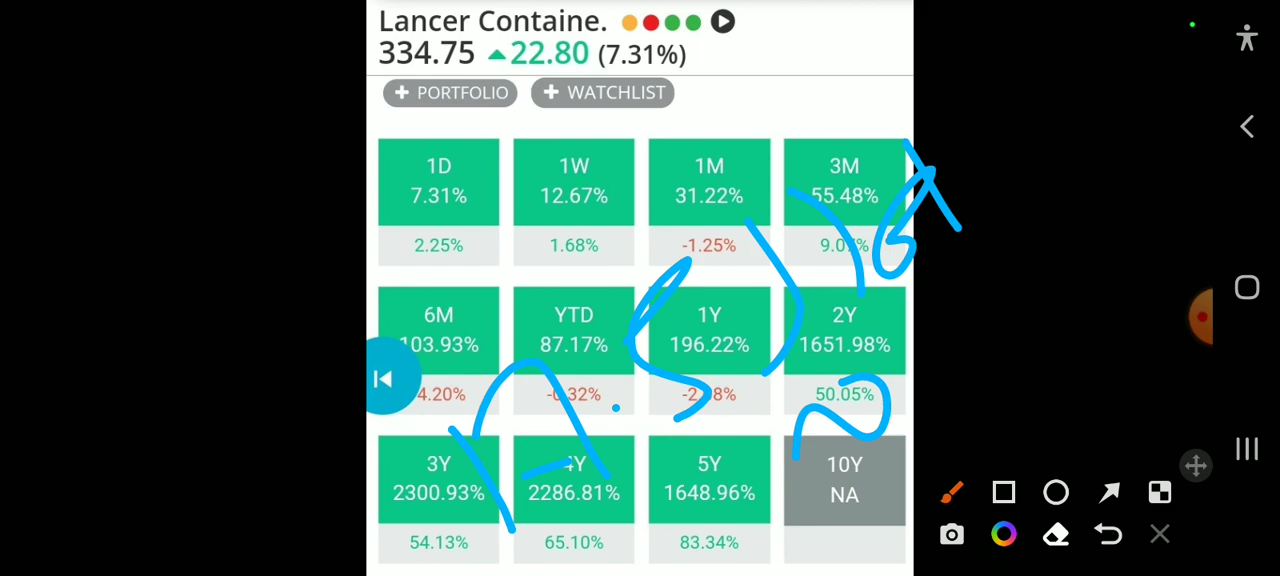 Lancer Containe.
334.75 22.80 (7.31%)
+ PORTFOLIO + WATCHLIST
1D 1W 1M 3M
7.31% 12.67% 31.22% 55.48%
2.25% 1.68% -1.25%
6M YTD 1Y 2Y
103.93% 87.17% 196.22% 1651.98%
4.20% 50.05%
3Y 4Y 5Y 10Y
2300.93% 2286.81% 1648.96% NA
54.13% 65.10% 83.34%